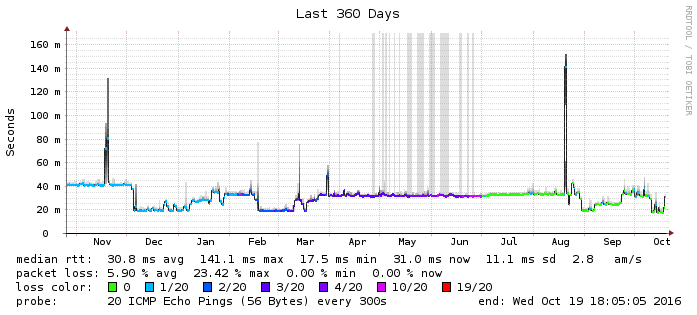 Last 360 Days
RRDTOOL / TOBI OETIKER
Seconds
160 m
140 m
120 m
100 m
80 m
60 m
40 m
20 m
0
Nov Dec Jan Feb Mar Apr May Jun Jul Aug Sep Oct
median rtt: 30.8 ms avg 141.1 ms max 17.5 ms min 31.0 ms now 11.1 ms sd 2.8 am/s
packet loss: 5.90 % avg 23.42 % max 0.00 % min 0.00 % now
loss color: 0 1/20 2/20 3/20 4/20 10/20 19/20
probe: 20 ICMP Echo Pings (56 Bytes) every 300s end: Wed Oct 19 18:05:05 2016